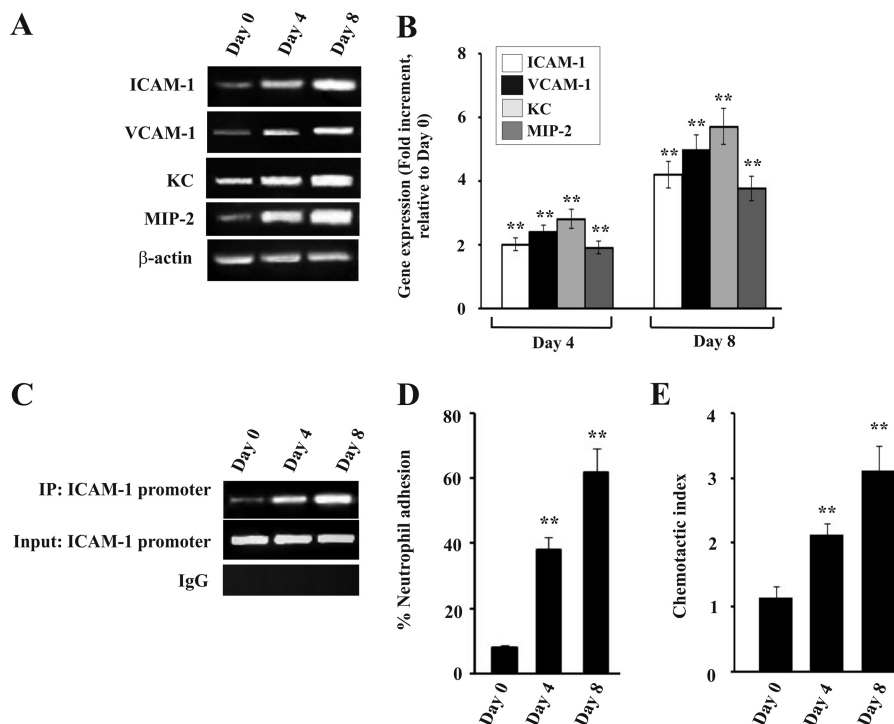 A
Day 0 Day 4 Day 8
ICAM-1
VCAM-1
KC
MIP-2
β-actin
B
Gene expression (Fold increment,
relative to Day 0)
8
6
4
2
0
ICAM-1
VCAM-1
KC
MIP-2
** ** ** **
** ** ** **
Day 4 Day 8
C
Day 0 Day 4 Day 8
IP: ICAM-1 promoter
Input: ICAM-1 promoter
IgG
D
% Neutrophil adhesion
80
60
40
20
0
** **
Day 0 Day 4 Day 8
E
Chemotactic index
4
3
2
1
0
** **
Day 0 Day 4 Day 8